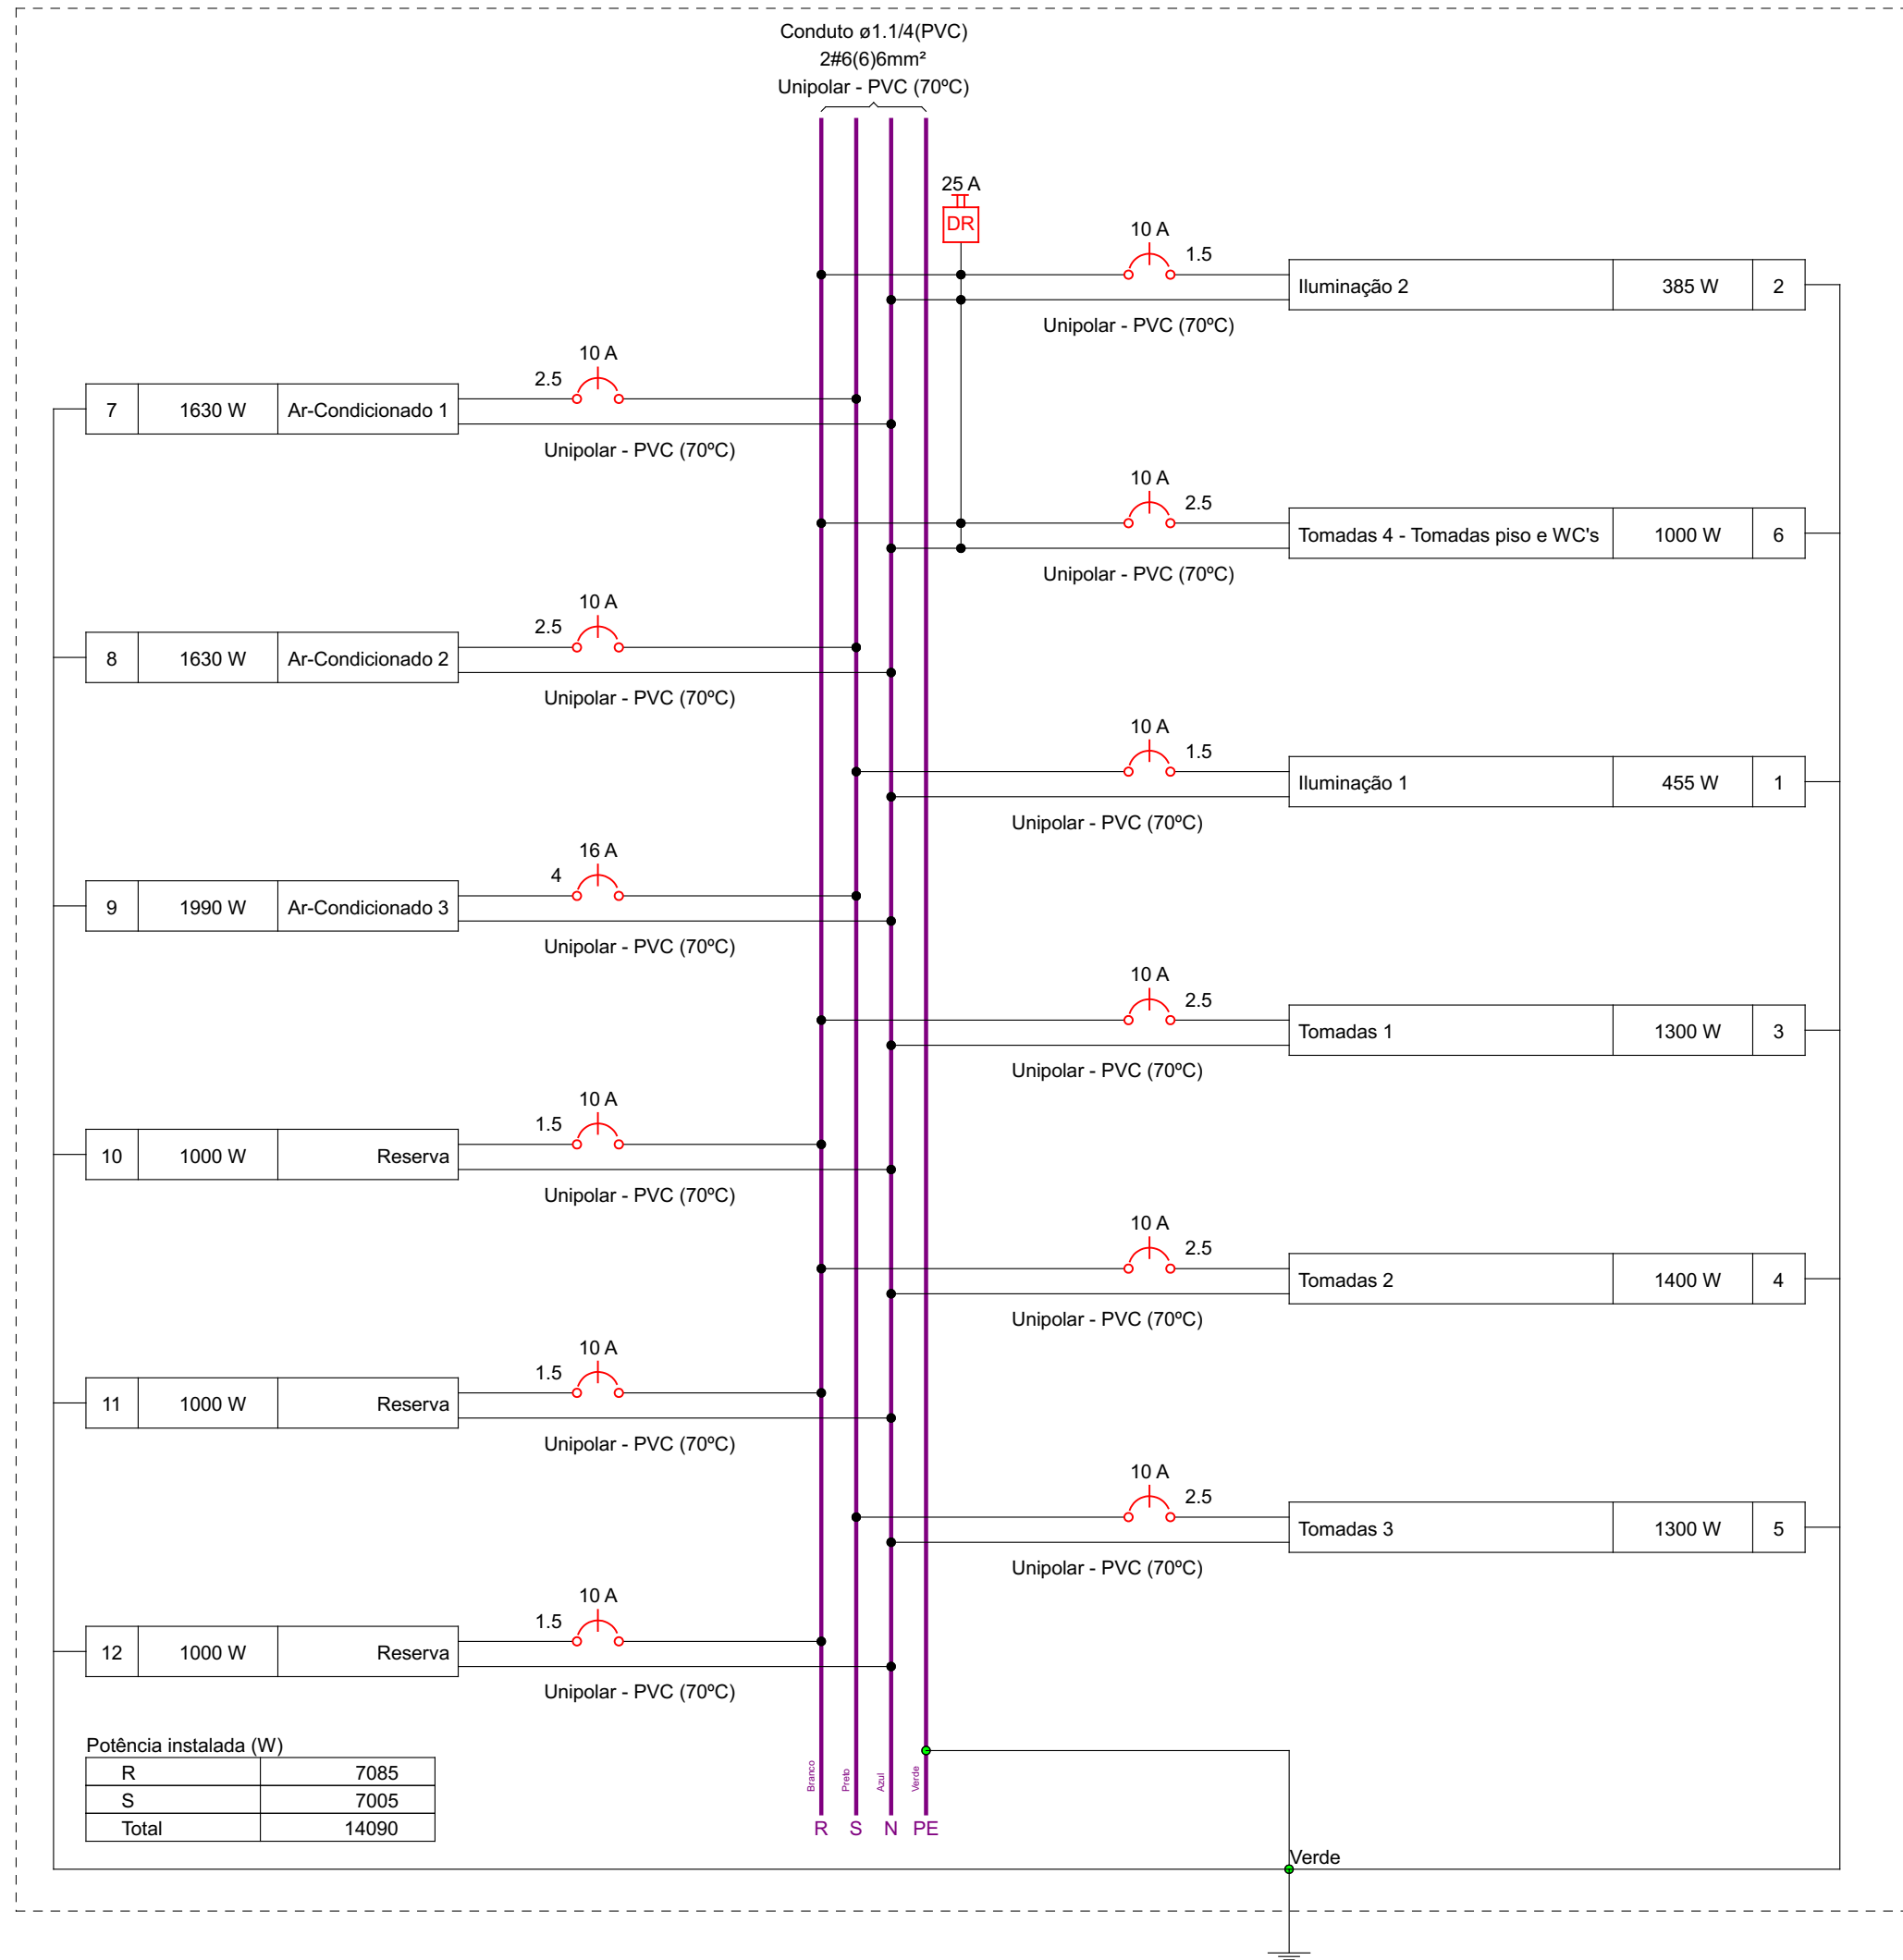 Conduto ø1.1/4(PVC)
2#6(6)6mm²
Unipolar - PVC (70ºC)
25 A
DR
10 A
1.5
Iluminação 2 385 W 2
Unipolar - PVC (70ºC)
10 A
2.5
7 1630 W Ar-Condicionado 1
Unipolar - PVC (70ºC)
10 A
2.5
Tomadas 4 - Tomadas piso e WC's 1000 W 6
Unipolar - PVC (70ºC)
10 A
2.5
8 1630 W Ar-Condicionado 2
Unipolar - PVC (70ºC)
10 A
1.5
Iluminação 1 455 W 1
Unipolar - PVC (70ºC)
16 A
4
9 1990 W Ar-Condicionado 3
Unipolar - PVC (70ºC)
10 A
2.5
Tomadas 1 1300 W 3
Unipolar - PVC (70ºC)
10 A
1.5
10 1000 W Reserva
Unipolar - PVC (70ºC)
10 A
2.5
Tomadas 2 1400 W 4
Unipolar - PVC (70ºC)
10 A
1.5
11 1000 W Reserva
Unipolar - PVC (70ºC)
10 A
2.5
Tomadas 3 1300 W 5
Unipolar - PVC (70ºC)
10 A
1.5
12 1000 W Reserva
Unipolar - PVC (70ºC)
Potência instalada (W)
R 7085
S 7005
Total 14090
Branco Preto Azul Verde
R S N PE
Verde